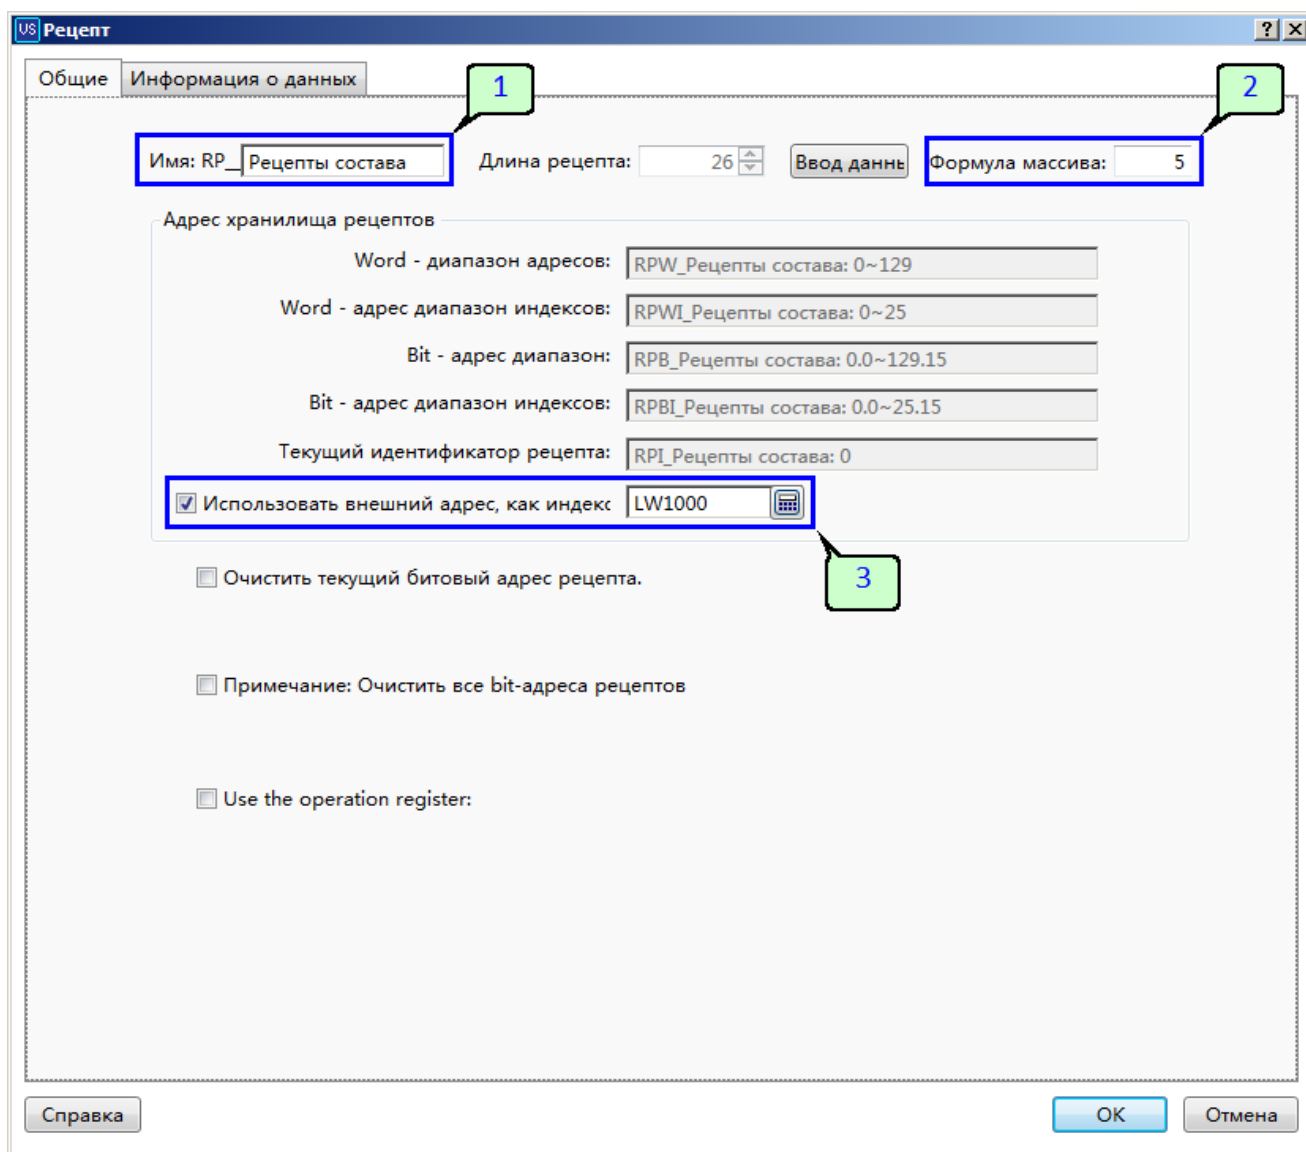 VS Рецепт
Общие Информация о данных
1 2
Имя: RP_ Рецепты состава Длина рецепта: 26 Ввод данны Формула массива: 5
Адрес хранилища рецептов
Word - диапазон адресов: RPW_Рецепты состава: 0~129
Word - адрес диапазон индексов: RPWI_Рецепты состава: 0~25
Bit - адрес диапазон: RPB_Рецепты состава: 0.0~129.15
Bit - адрес диапазон индексов: RPBI_Рецепты состава: 0.0~25.15
Текущий идентификатор рецепта: RPI_Рецепты состава: 0
Использовать внешний адрес, как индекс LW1000
3
Очистить текущий битовый адрес рецепта.
Примечание: Очистить все bit-адреса рецептов
Use the operation register:
Справка OK Отмена